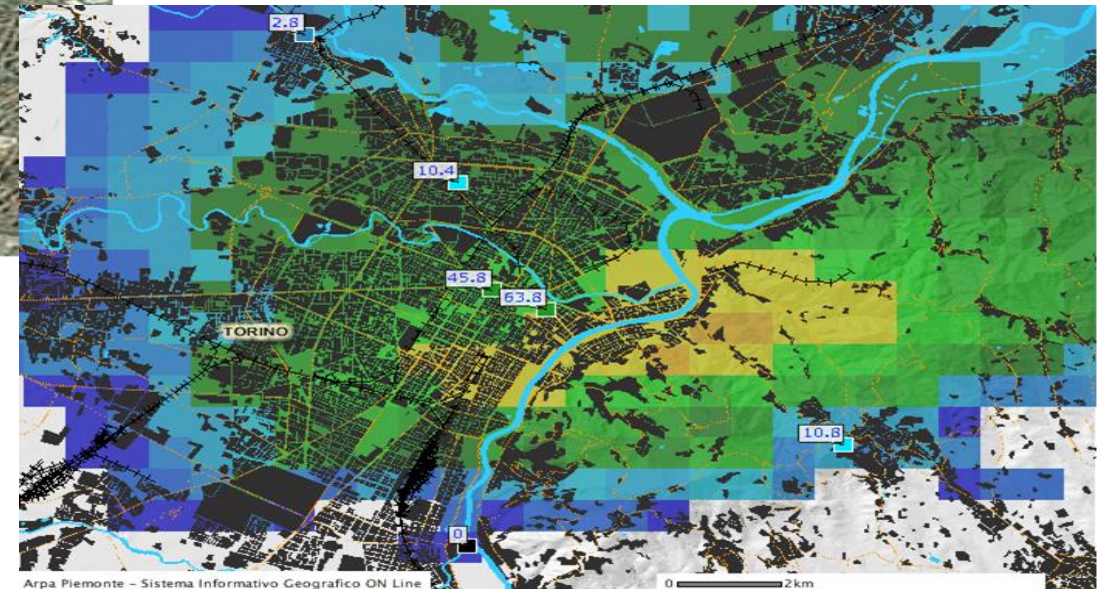 2.8
10.4
45.8
63.8
TORINO
10.8
0
Arpa Piemonte - Sistema Informativo Geografico ON Line
0 2km